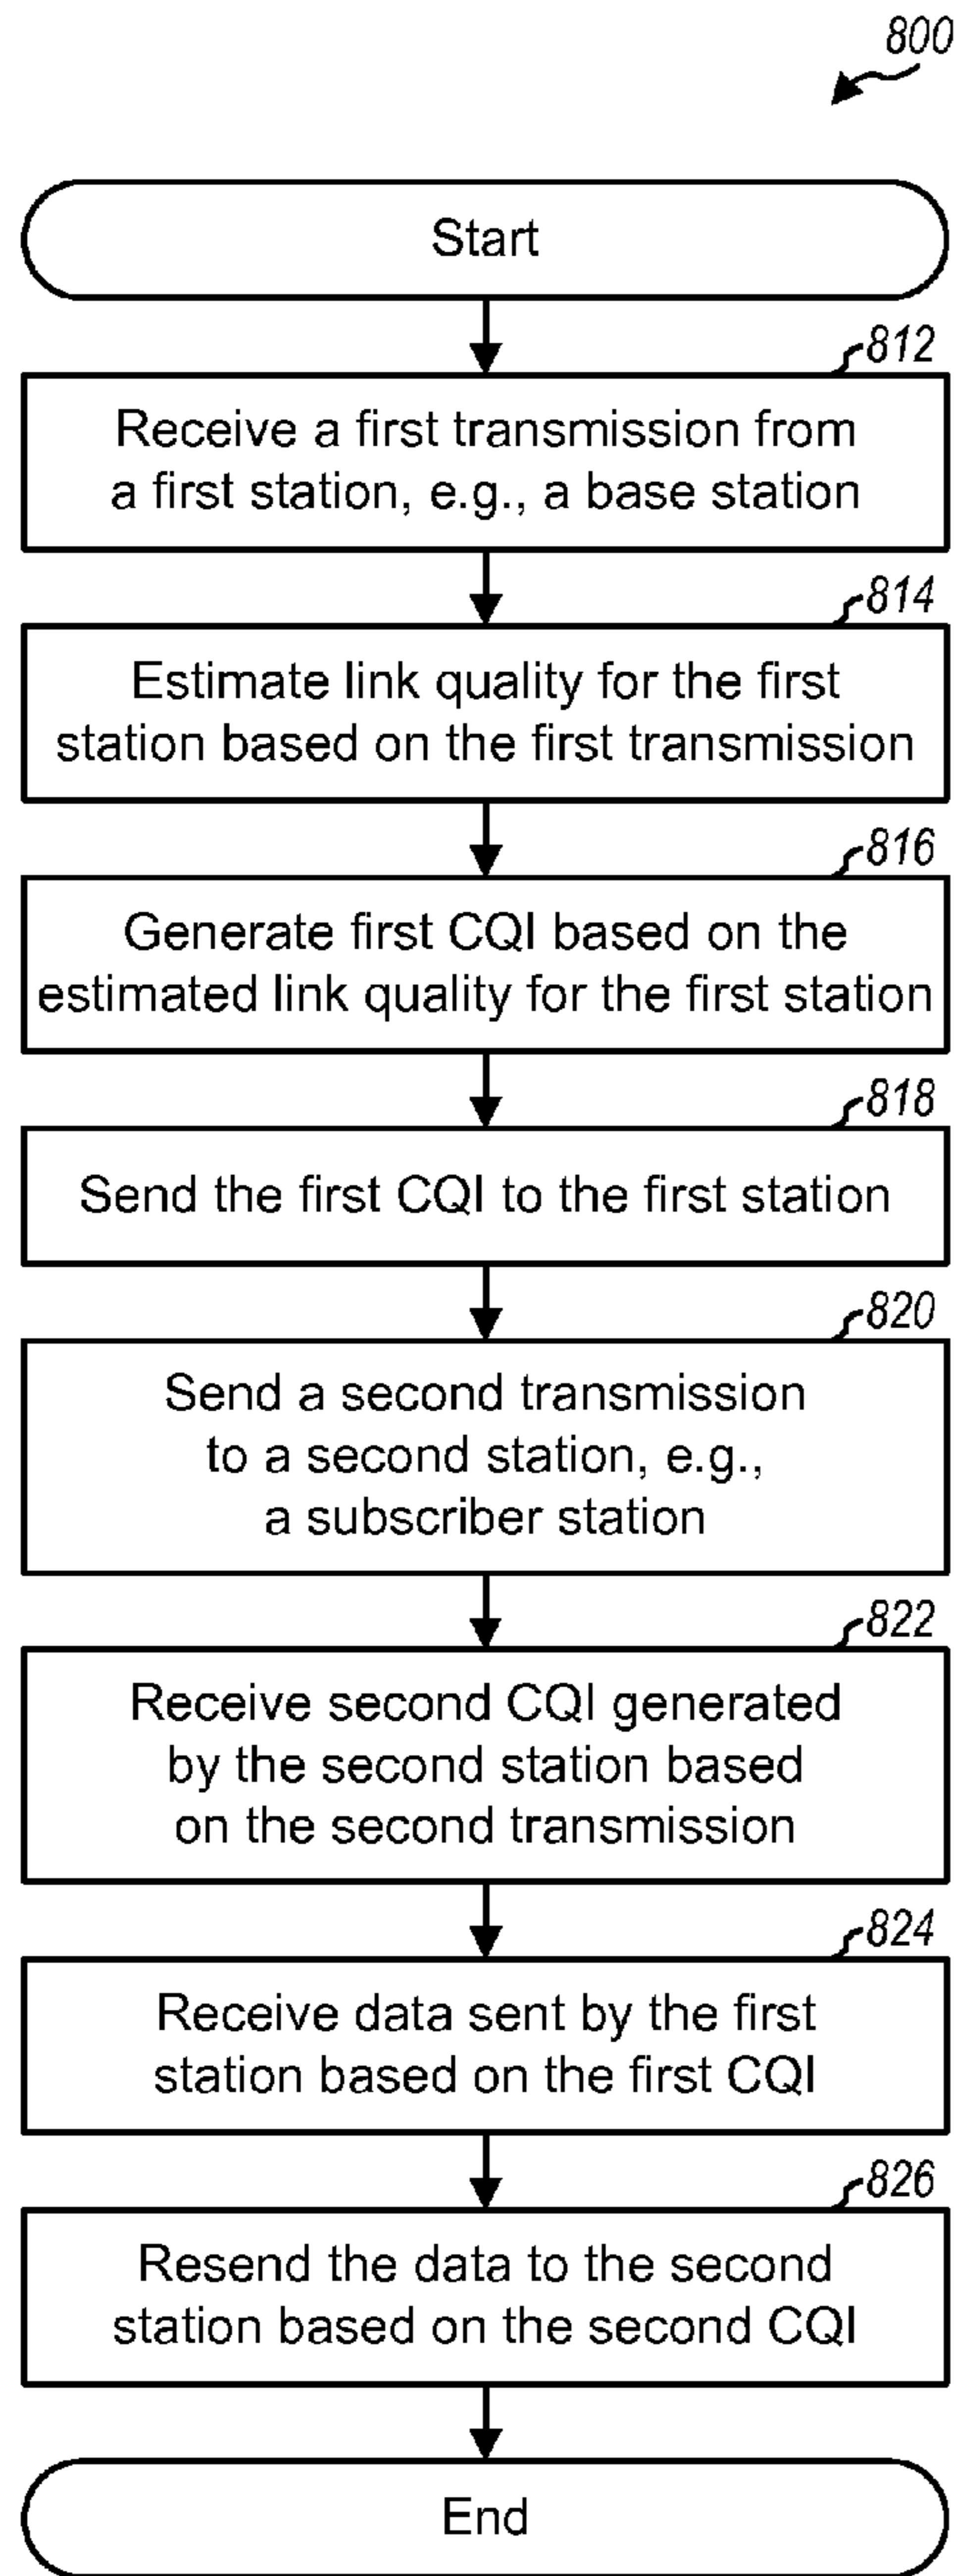 800
Start
812
Receive a first transmission from
a first station, e.g., a base station
814
Estimate link quality for the first
station based on the first transmission
816
Generate first CQI based on the
estimated link quality for the first station
818
Send the first CQI to the first station
820
Send a second transmission
to a second station, e.g.,
a subscriber station
822
Receive second CQI generated
by the second station based
on the second transmission
824
Receive data sent by the first
station based on the first CQI
826
Resend the data to the second
station based on the second CQI
End